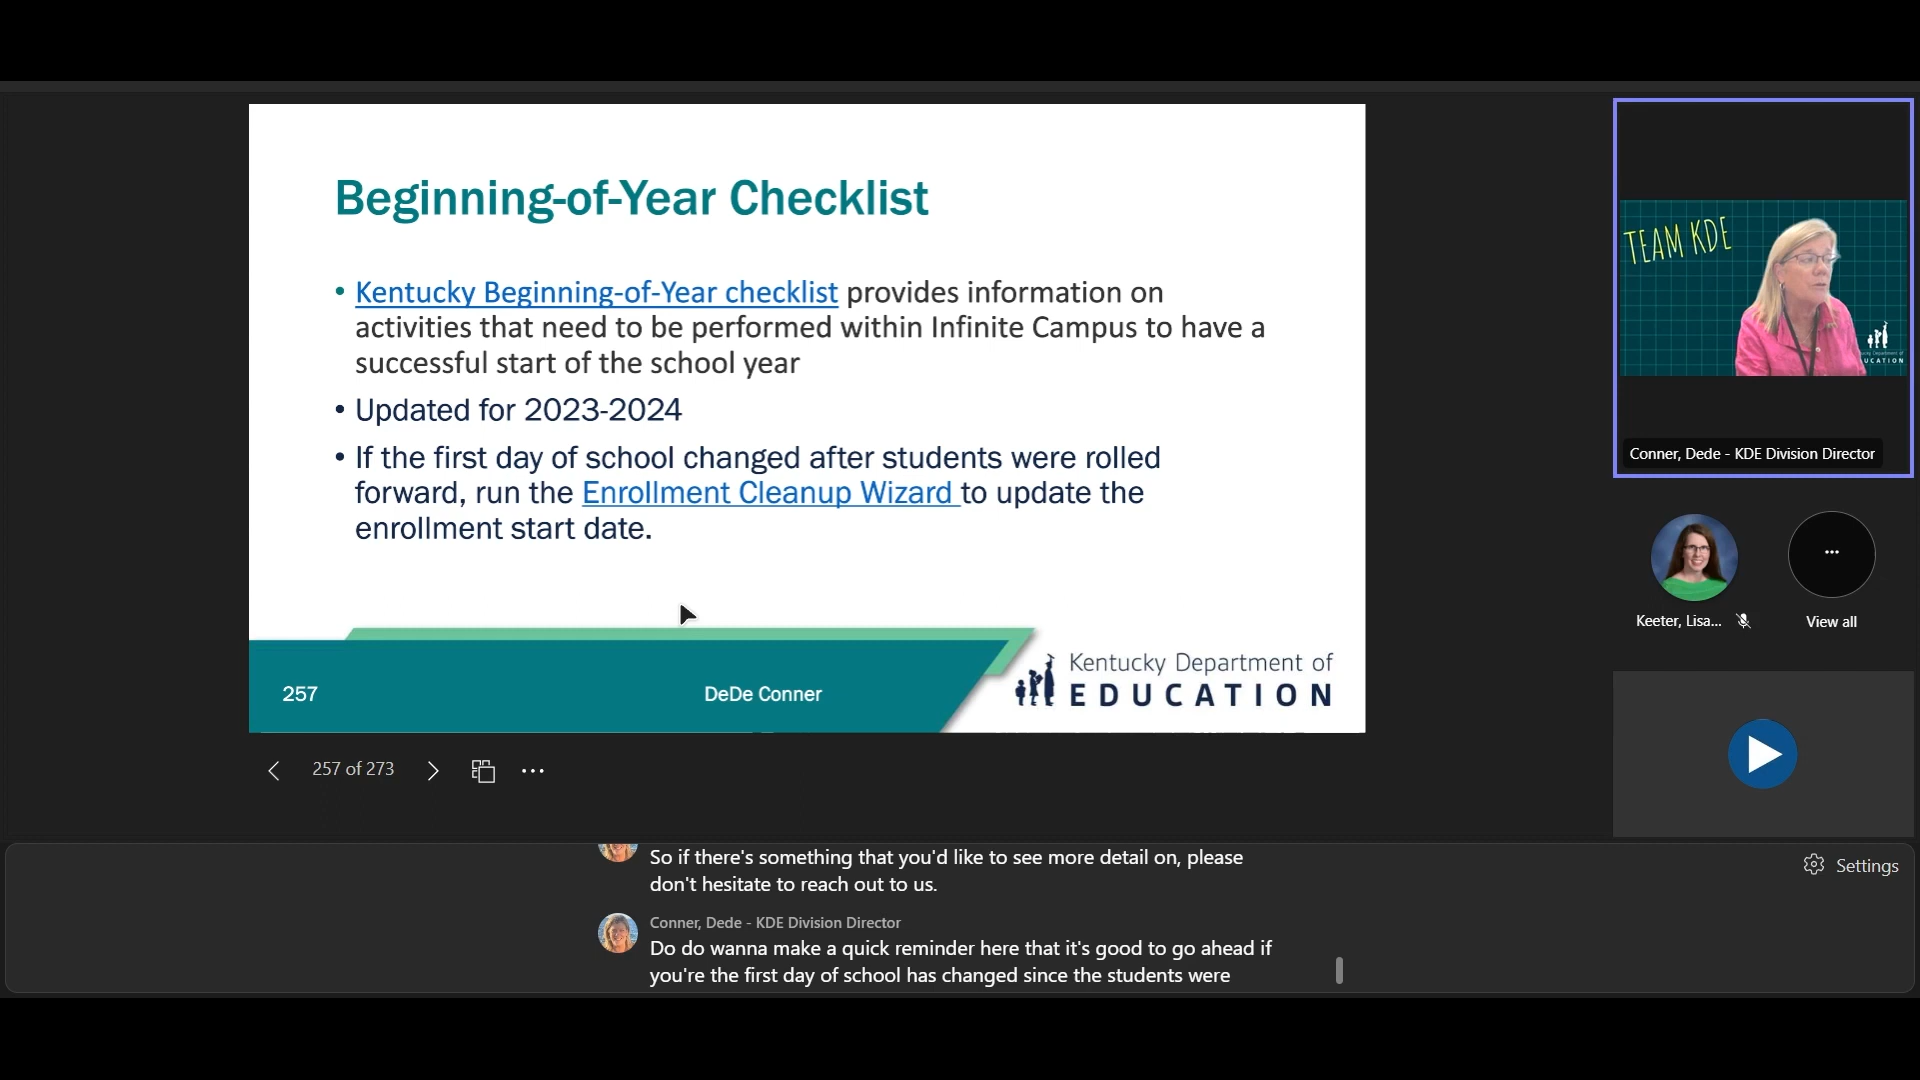 Beginning-of-Year Checklist
• Kentucky Beginning-of-Year checklist provides information on
activities that need to be performed within Infinite Campus to have a
successful start of the school year
• Updated for 2023-2024
• If the first day of school changed after students were rolled
forward, run the Enrollment Cleanup Wizard to update the
enrollment start date.
257
DeDe Conner
Kentucky Department of
EDUCATION
257 of 273
TEAM KDE
UCATION
Conner, Dede - KDE Division Director
Keeter, Lisa...
View all
So if there's something that you'd like to see more detail on, please
don't hesitate to reach out to us.
Conner, Dede - KDE Division Director
Do do wanna make a quick reminder here that it's good to go ahead if
you're the first day of school has changed since the students were
Settings